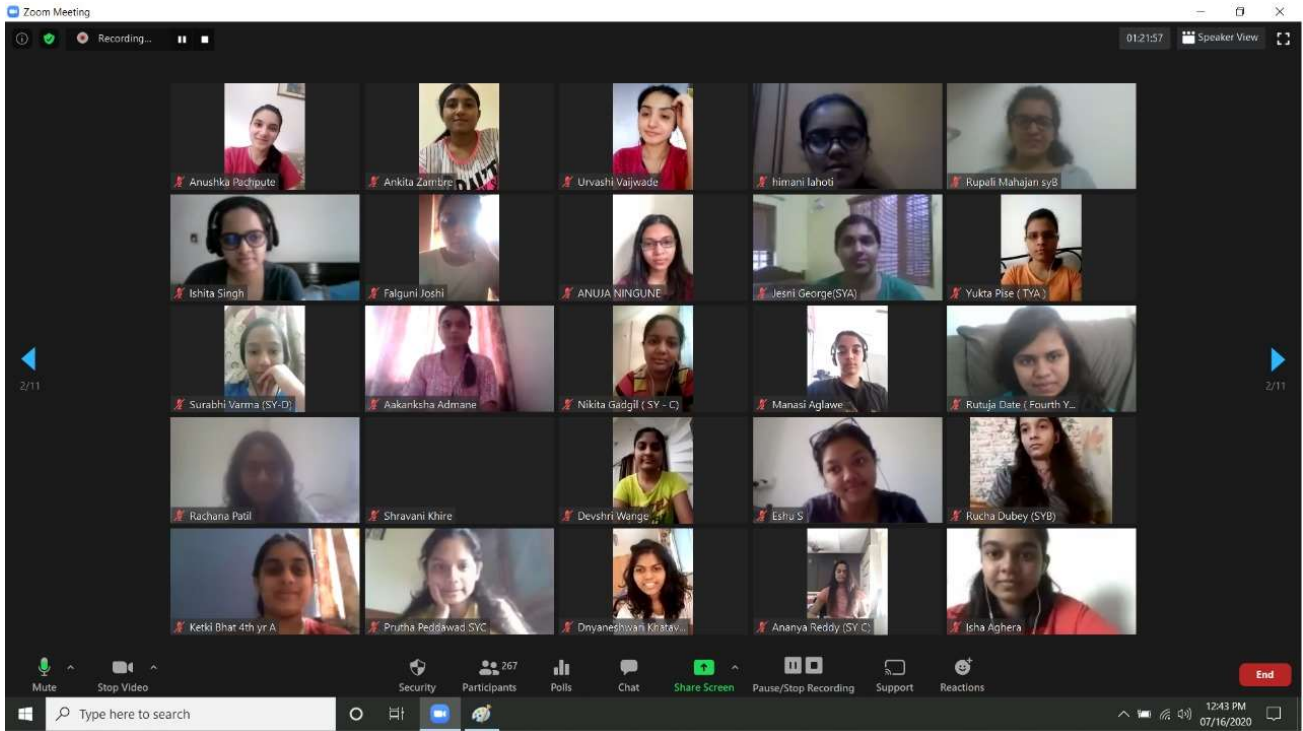 Zoom Meeting
Recording...
01:21:57
Speaker View
Anushka Pachpute
Ankita Zambre
Urvashi Vaijwade
himani lahoti
Rupali Mahajan syB
Ishita Singh
Falguni Joshi
ANUJA NINGUNE
Jesni George(SYA)
Yukta Pise ( TYA )
2/11
2/11
Surabhi Varma (SY-D)
Aakanksha Admane
Nikita Gadgil ( SY - C)
Manasi Aglawe
Rutuja Date ( Fourth Y...
Rachana Patil
Shravani Khire
Devshri Wange
Eshu S
Rucha Dubey (SYB)
Ketki Bhat 4th yr A
Prutha Peddawad SYC
Dnyaneshwari Khatav...
Ananya Reddy (SY C)
Isha Aghera
Mute
Stop Video
Security
267
Participants
Polls
Chat
Share Screen
Pause/Stop Recording
Support
Reactions
End
Type here to search
12:43 PM
07/16/2020